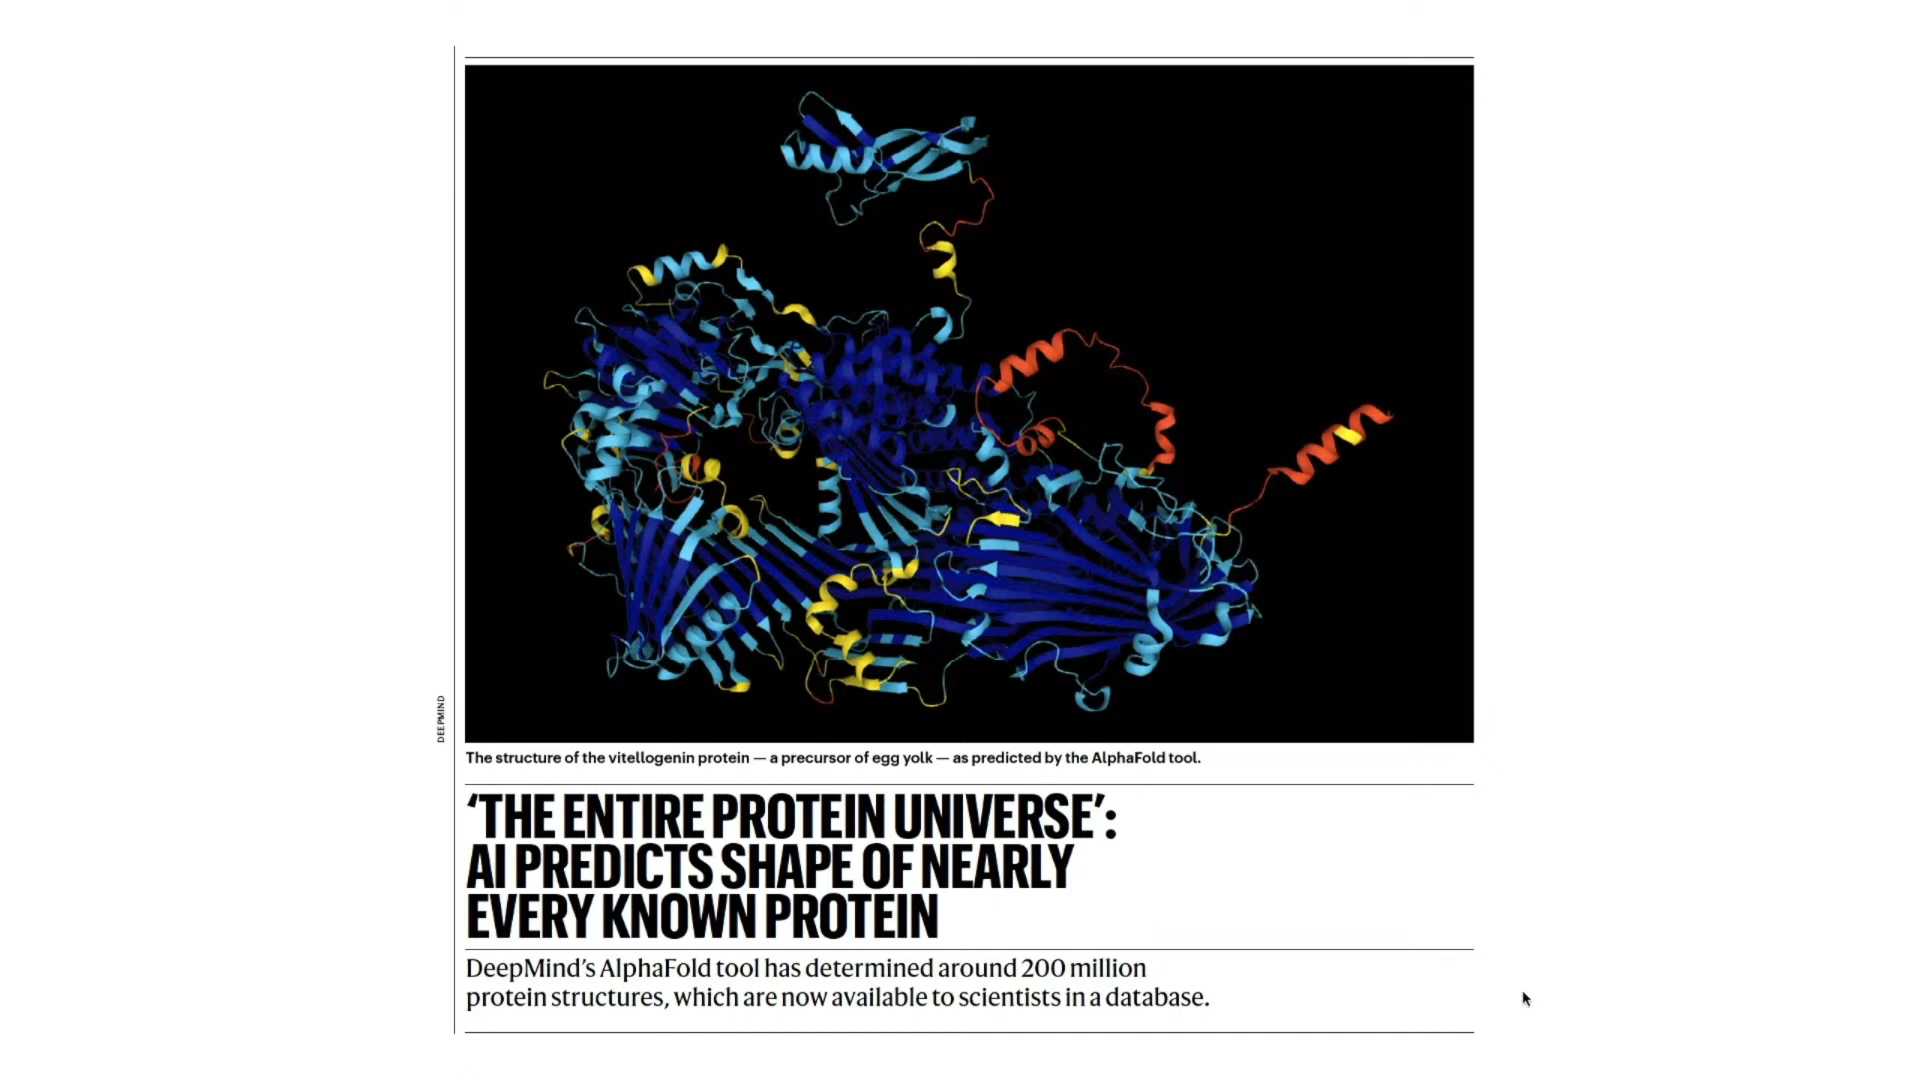 DEEPMIND
The structure of the vitellogenin protein — a precursor of egg yolk — as predicted by the AlphaFold tool.
‘THE ENTIRE PROTEIN UNIVERSE’:
AI PREDICTS SHAPE OF NEARLY
EVERY KNOWN PROTEIN
DeepMind’s AlphaFold tool has determined around 200 million
protein structures, which are now available to scientists in a database.